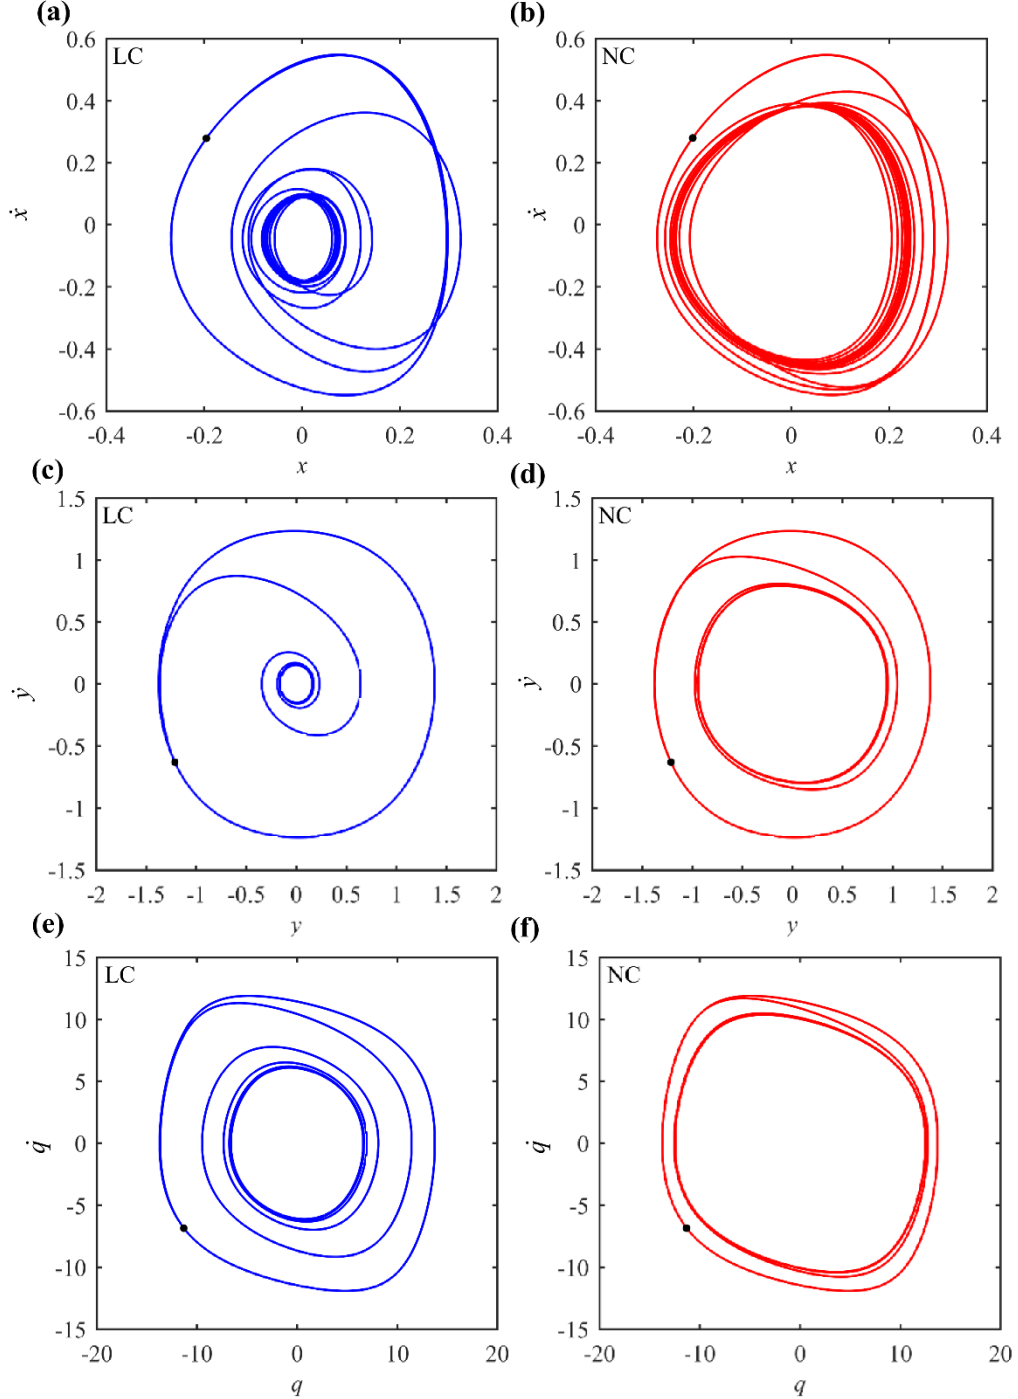 (a) (b)
0.6 LC 0.6 NC
0.4 0.4
0.2 0.2
ẋ 0 ẋ 0
-0.2 -0.2
-0.4 -0.4
-0.6 -0.6
-0.4 -0.2 0 0.2 0.4 -0.4 -0.2 0 0.2 0.4
x x
(c) (d)
1.5 LC 1.5 NC
1 1
0.5 0.5
ẏ 0 ẏ 0
-0.5 -0.5
-1 -1
-1.5 -1.5
-2 -1.5 -1 -0.5 0 0.5 1 1.5 2 -2 -1.5 -1 -0.5 0 0.5 1 1.5 2
y y
(e) (f)
15 LC 15 NC
10 10
5 5
q̇ 0 q̇ 0
-5 -5
-10 -10
-15 -15
-20 -10 0 10 20 -20 -10 0 10 20
q q